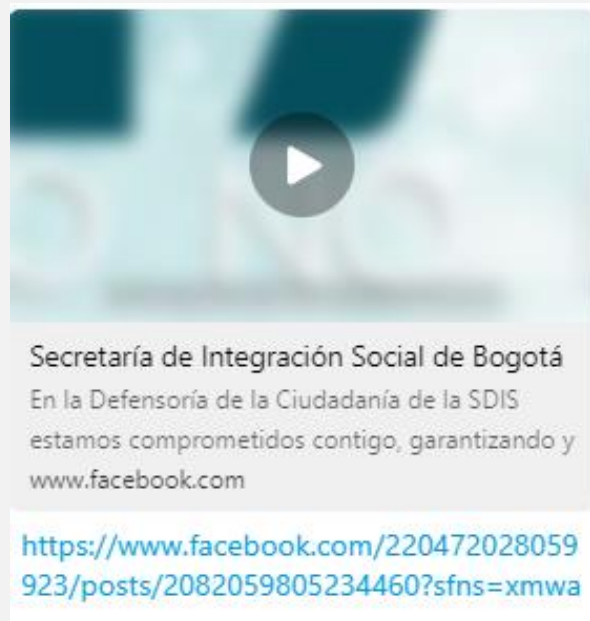 Secretaría de Integración Social de Bogotá
En la Defensoría de la Ciudadanía de la SDIS
estamos comprometidos contigo, garantizando y
www.facebook.com
https://www.facebook.com/220472028059
923/posts/2082059805234460?sfns=xmwa